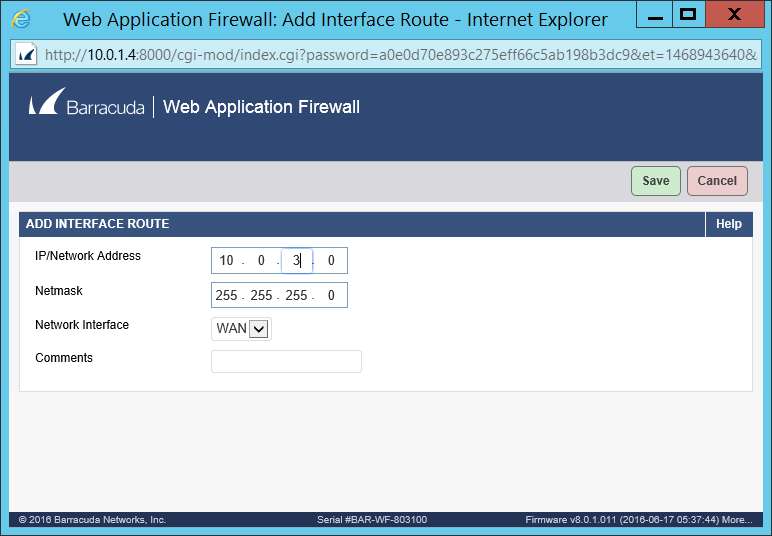 Web Application Firewall: Add Interface Route - Internet Explorer
http://10.0.1.4:8000/cgi-mod/index.cgi?password=a0e0d70e893c275eff66c5ab198b3dc9&et=1468943640&
Barracuda | Web Application Firewall
Save Cancel
ADD INTERFACE ROUTE Help
IP/Network Address 10 . 0 . 3 . 0
Netmask 255 . 255 . 255 . 0
Network Interface WAN
Comments
© 2016 Barracuda Networks, Inc. Serial #BAR-WF-803100 Firmware v8.0.1.011 (2016-06-17 05:37:44) More...